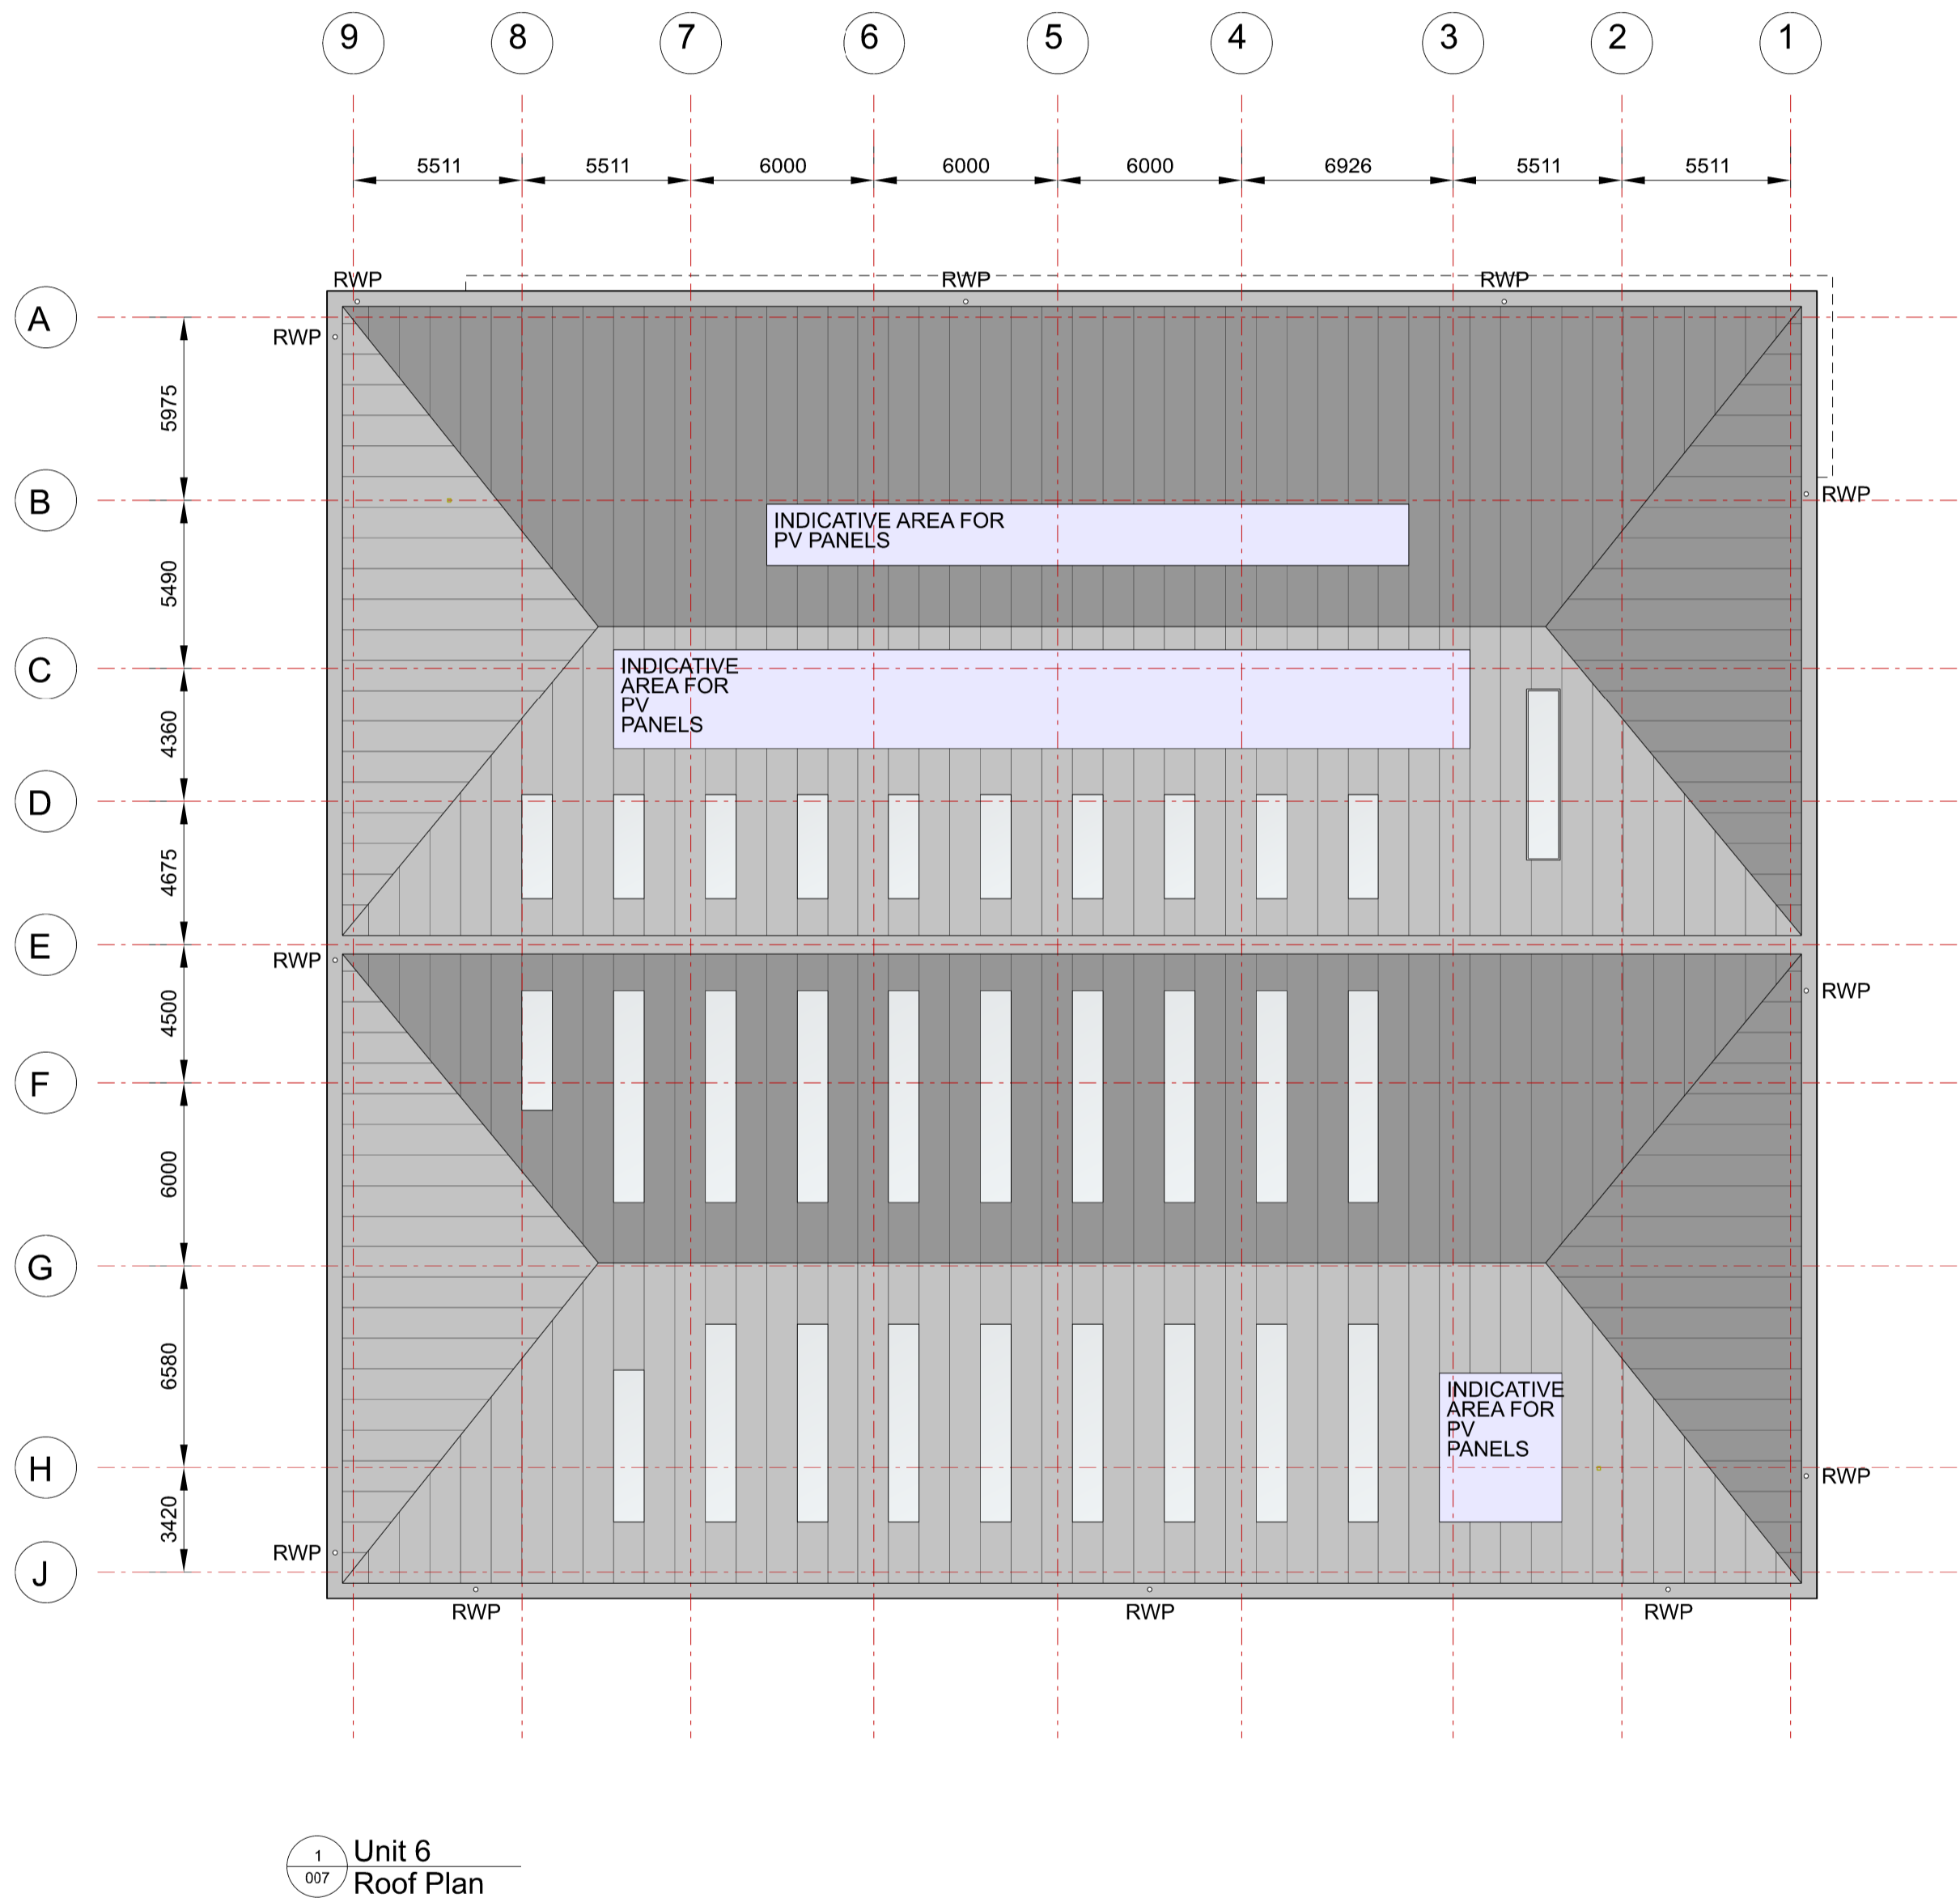 9 8 7 6 5 4 3 2 1
5511 5511 6000 6000 6000 6926 5511 5511
RWP RWP RWP
A
RWP
5975
B
RWP
INDICATIVE AREA FOR
PV PANELS
5490
C
INDICATIVE
AREA FOR
PV
PANELS
4360
D
4675
E
RWP
RWP
4500
F
6000
G
6580
INDICATIVE
AREA FOR
PV
PANELS
H
RWP
3420
RWP
J
RWP RWP RWP
1
007
Unit 6
Roof Plan